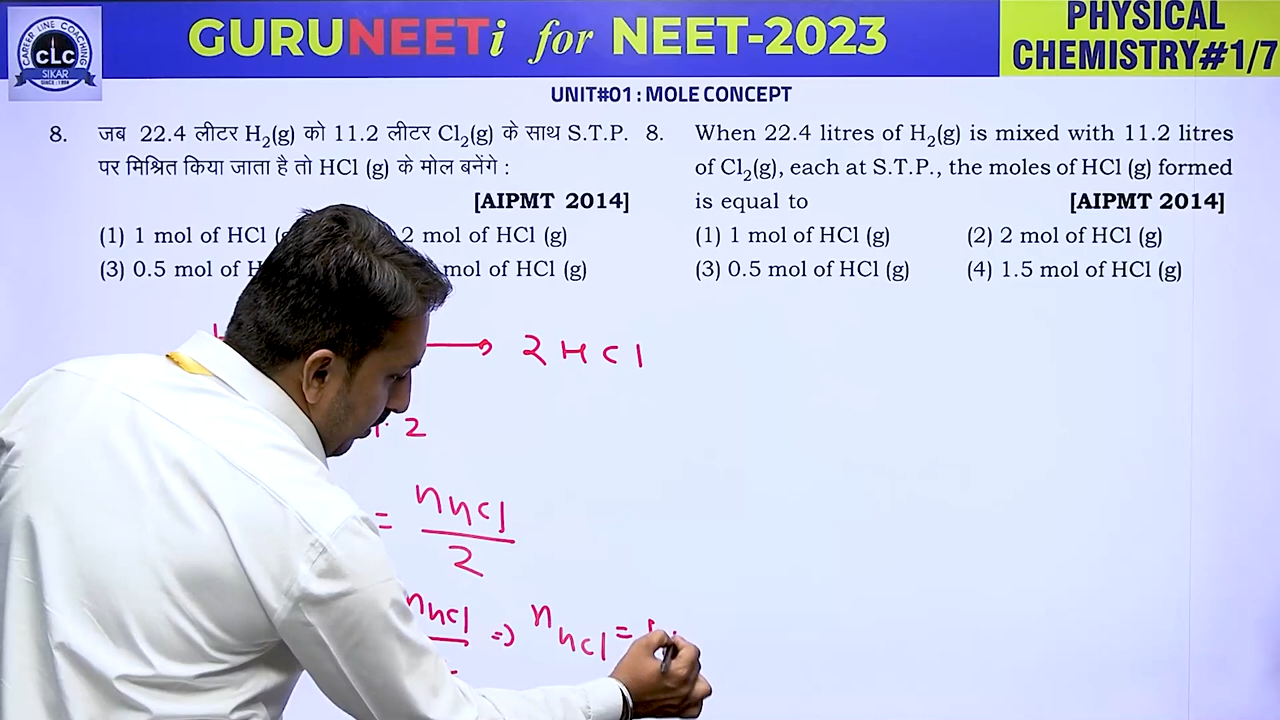 CAREER LINE COACHING
CLC
SIKAR
SINCE : 1996
GURUNEETi for NEET-2023
PHYSICAL
CHEMISTRY#1/7
UNIT#01 : MOLE CONCEPT
8. जब 22.4 लीटर H₂(g) को 11.2 लीटर Cl₂(g) के साथ S.T.P.
पर मिश्रित किया जाता है तो HCl (g) के मोल बनेंगे :
[AIPMT 2014]
(1) 1 mol of HCl 2 mol of HCl (g)
(3) 0.5 mol of mol of HCl (g)
8. When 22.4 litres of H₂(g) is mixed with 11.2 litres
of Cl₂(g), each at S.T.P., the moles of HCl (g) formed
is equal to [AIPMT 2014]
(1) 1 mol of HCl (g) (2) 2 mol of HCl (g)
(3) 0.5 mol of HCl (g) (4) 1.5 mol of HCl (g)
→ 2HCl
2
= nHCl
2
nHCl ⇒ nHCl =